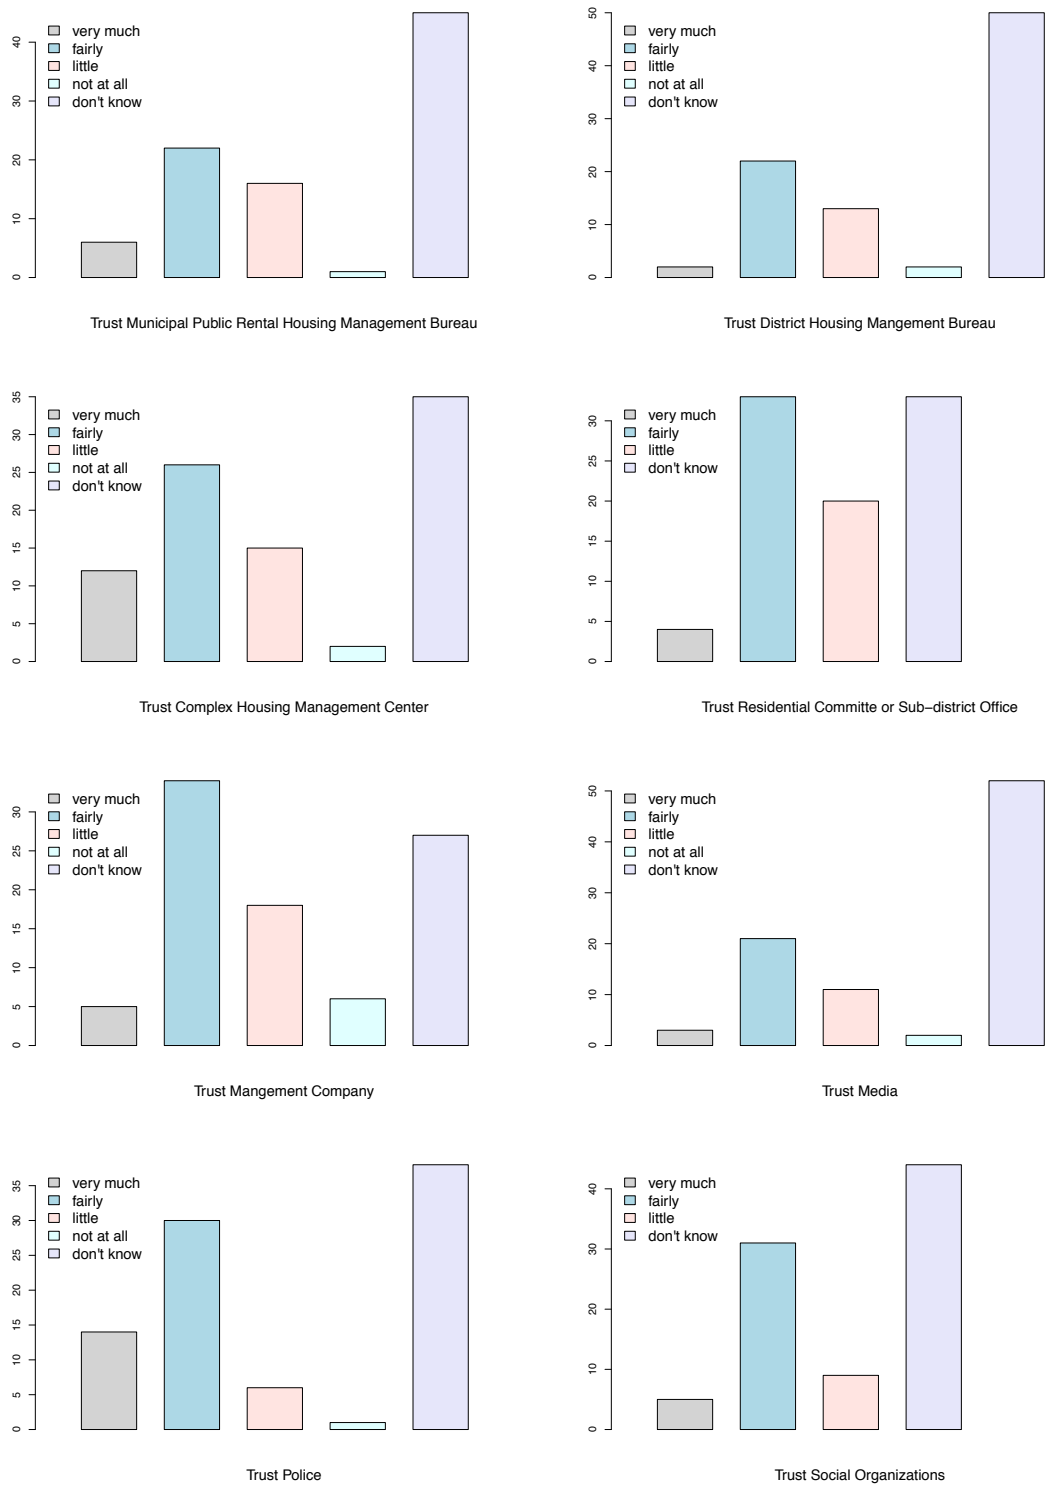 very much
fairly
little
not at all
don't know
0 10 20 30 40
Trust Municipal Public Rental Housing Management Bureau
very much
fairly
little
not at all
don't know
0 10 20 30 40 50
Trust District Housing Mangement Bureau
very much
fairly
little
not at all
don't know
0 5 10 15 20 25 30 35
Trust Complex Housing Management Center
very much
fairly
little
don't know
0 5 10 15 20 25 30
Trust Residential Committe or Sub−district Office
very much
fairly
little
not at all
don't know
0 5 10 15 20 25 30
Trust Mangement Company
very much
fairly
little
not at all
don't know
0 10 20 30 40 50
Trust Media
very much
fairly
little
not at all
don't know
0 5 10 15 20 25 30 35
Trust Police
very much
fairly
little
don't know
0 10 20 30 40
Trust Social Organizations